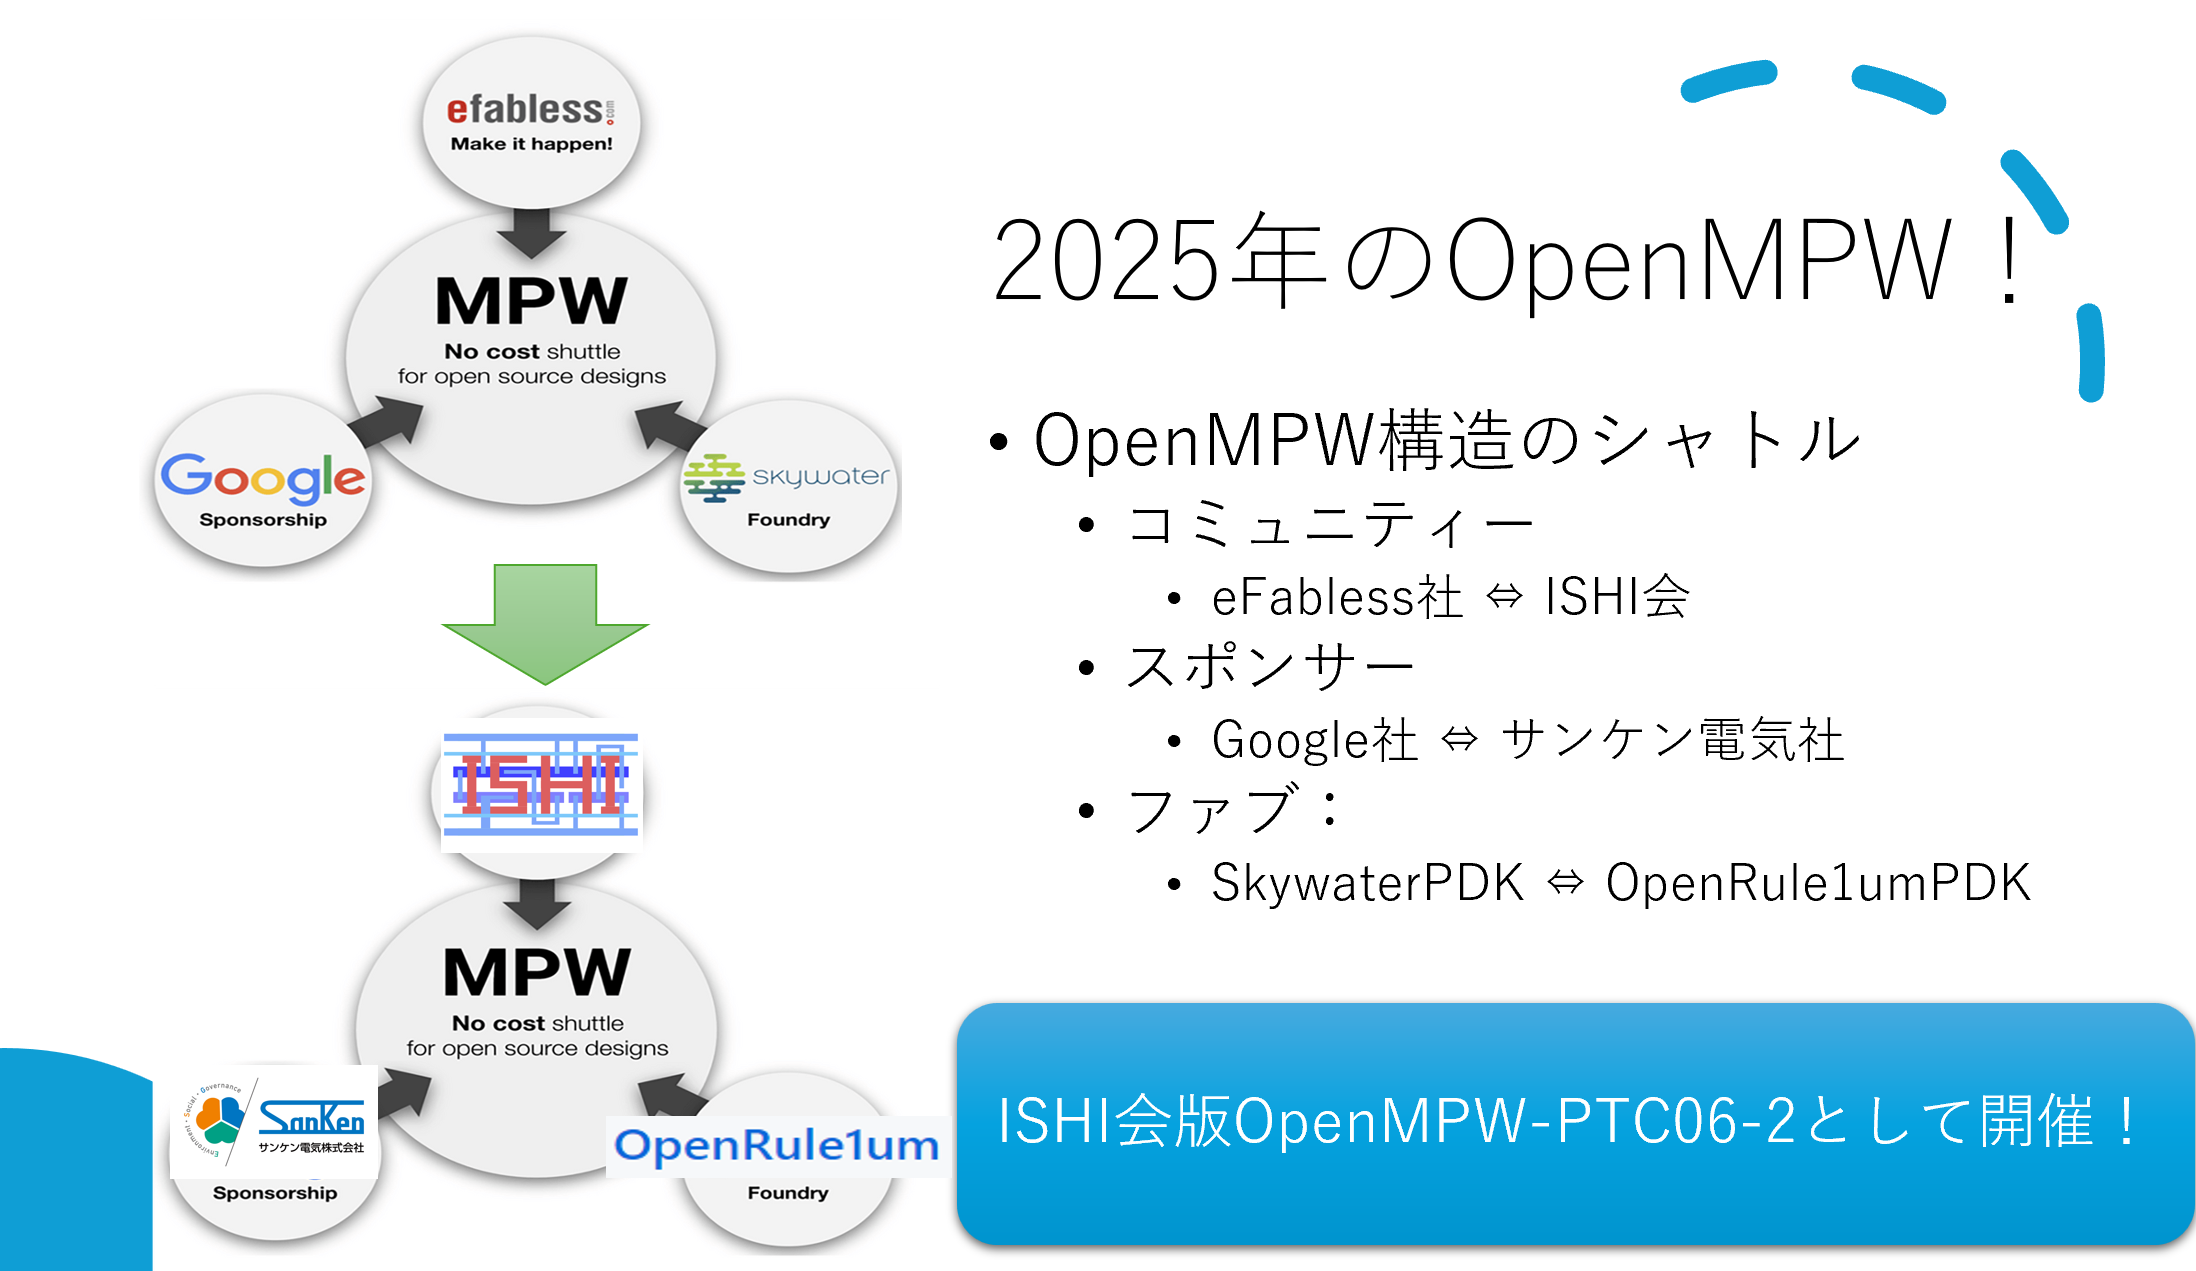 efabless.com
Make it happen!
MPW
No cost shuttle
for open source designs
Google
Sponsorship
skywater
Foundry
ISHI
MPW
No cost shuttle
for open source designs
Social・Governance
Environment・
SanKen
サンケン電気株式会社
Sponsorship
OpenRule1um
Foundry
2025年のOpenMPW！
• OpenMPW構造のシャトル
• コミュニティー
• eFabless社 ⇔ ISHI会
• スポンサー
• Google社 ⇔ サンケン電気社
• ファブ：
• SkywaterPDK ⇔ OpenRule1umPDK
ISHI会版OpenMPW-PTC06-2として開催！